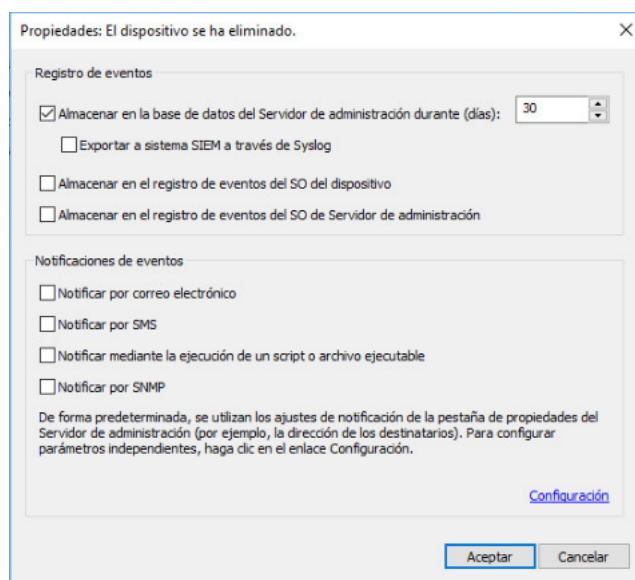 Propiedades: El dispositivo se ha eliminado.
Registro de eventos
Almacenar en la base de datos del Servidor de administración durante (días): 30
Exportar a sistema SIEM a través de Syslog
Almacenar en el registro de eventos del SO del dispositivo
Almacenar en el registro de eventos del SO de Servidor de administración
Notificaciones de eventos
Notificar por correo electrónico
Notificar por SMS
Notificar mediante la ejecución de un script o archivo ejecutable
Notificar por SNMP
De forma predeterminada, se utilizan los ajustes de notificación de la pestaña de propiedades del
Servidor de administración (por ejemplo, la dirección de los destinatarios). Para configurar
parámetros independientes, haga clic en el enlace Configuración.
Configuración
Aceptar Cancelar